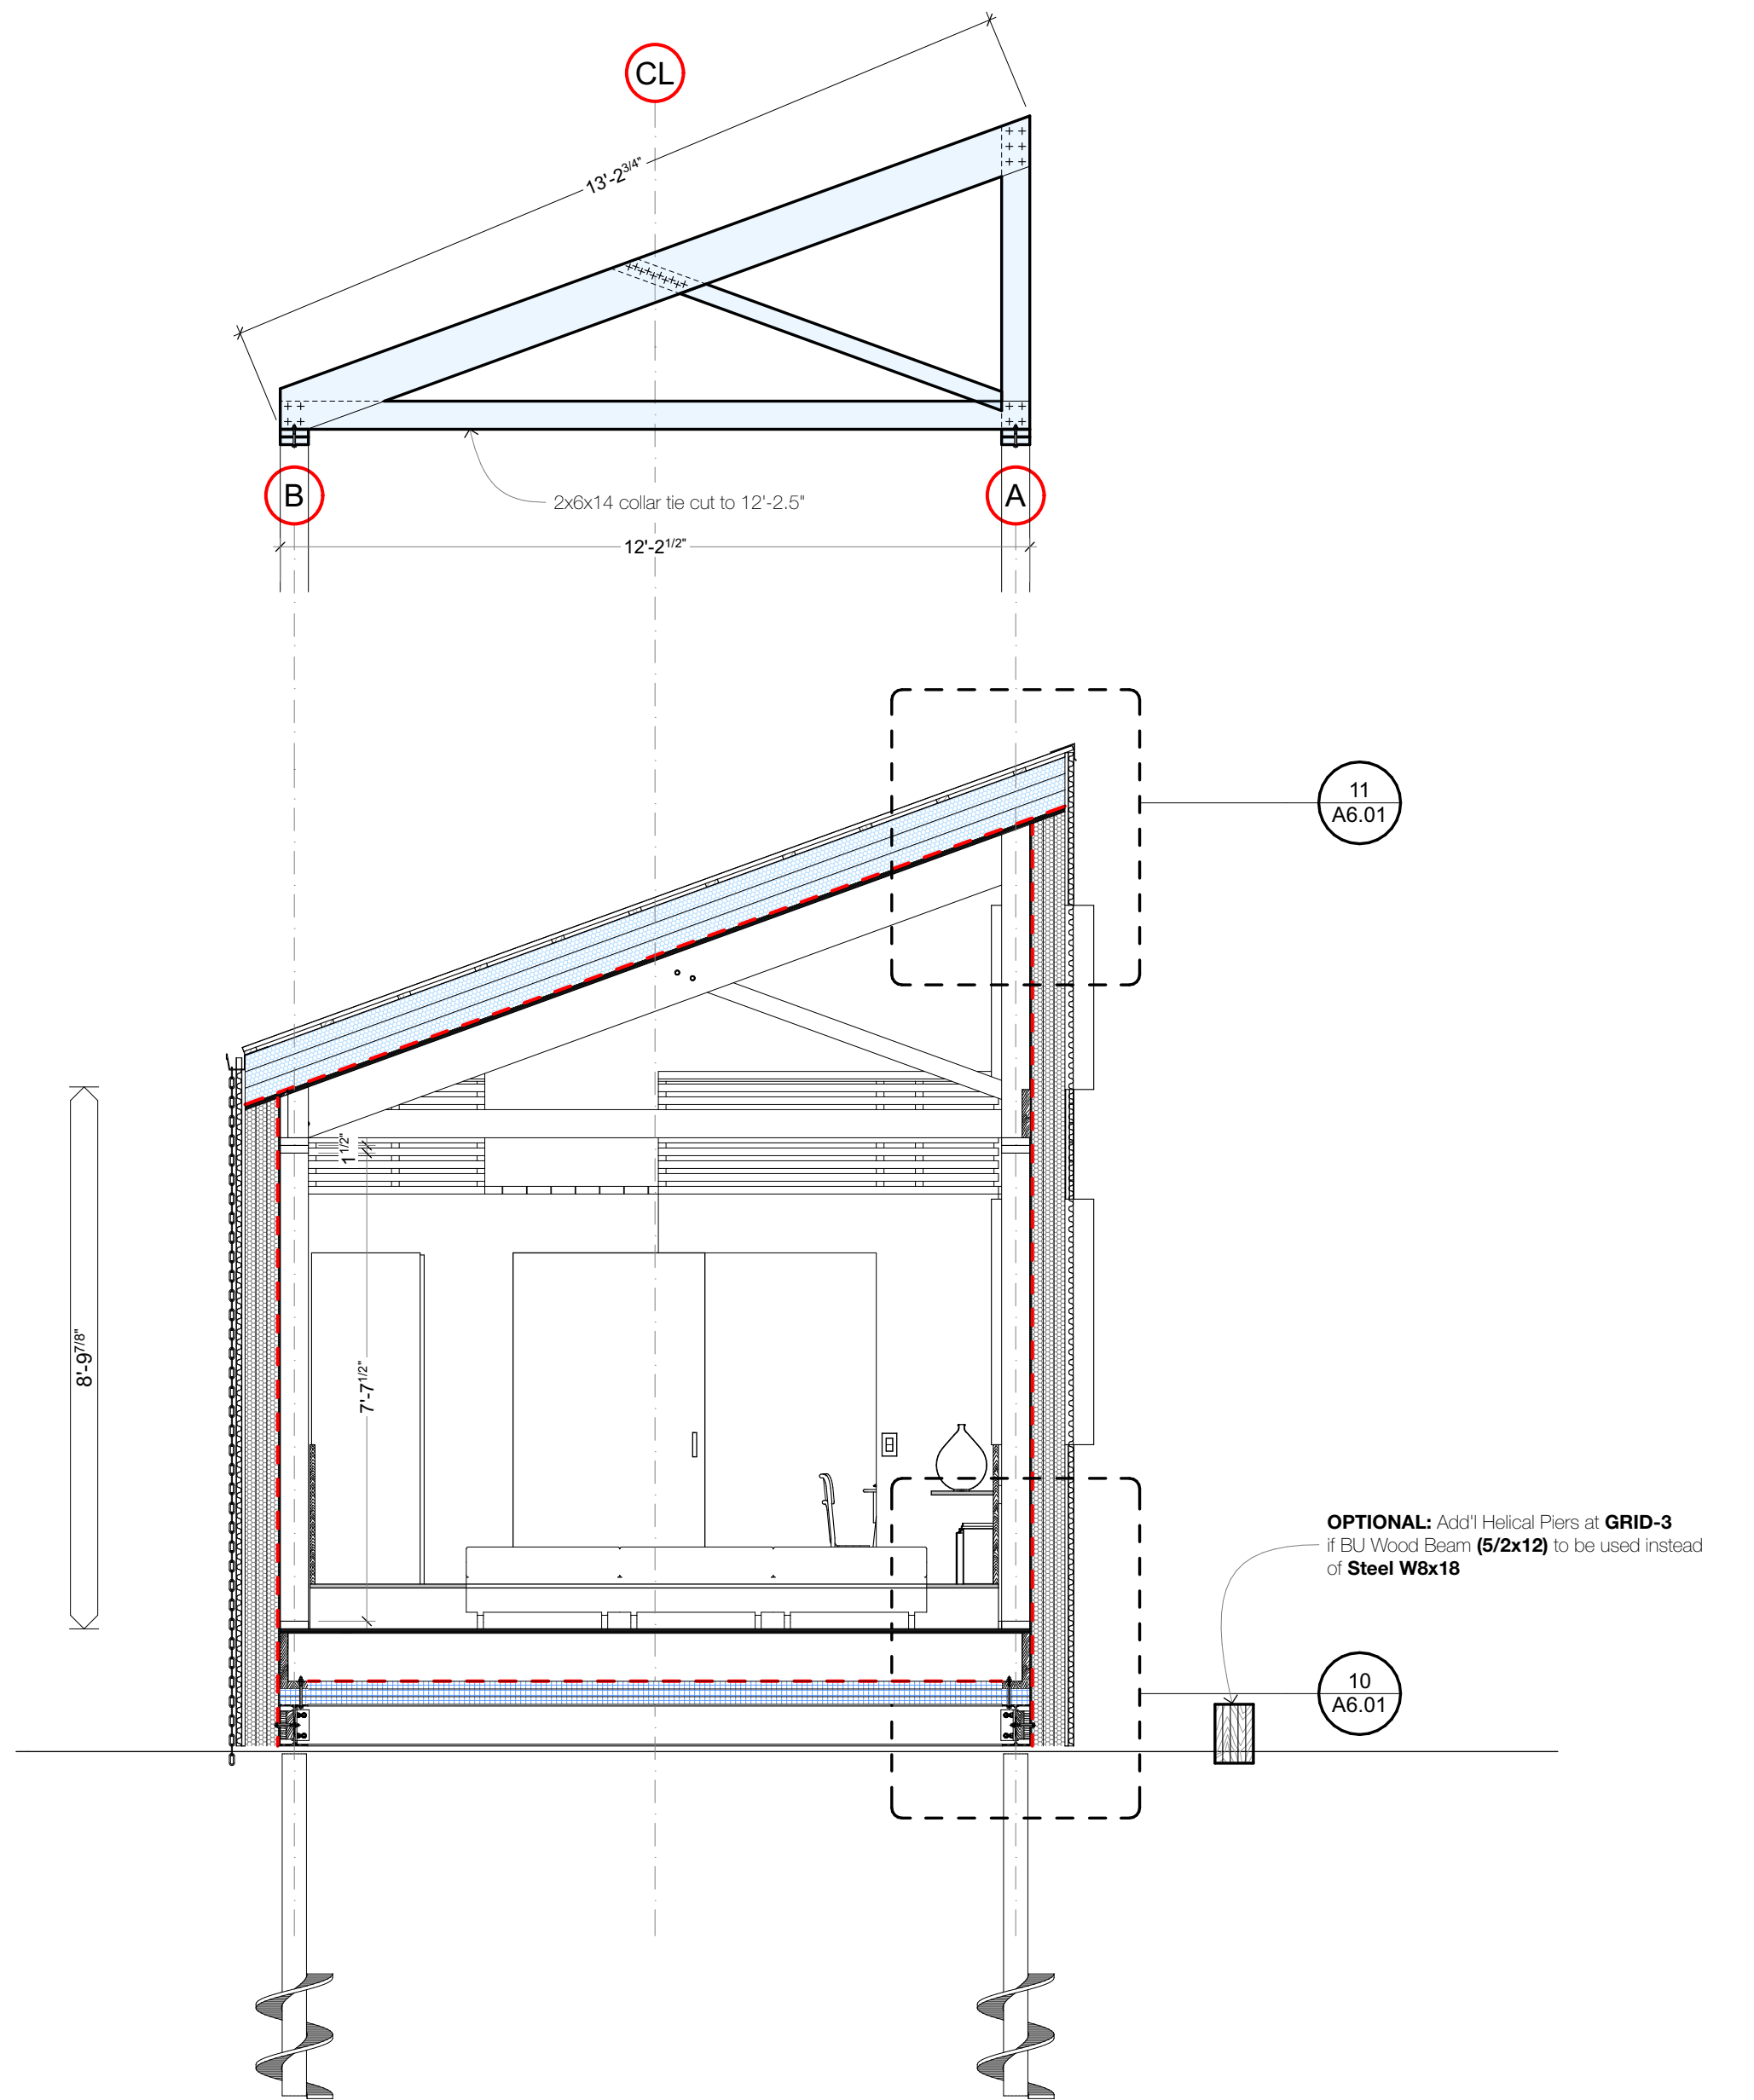 CL
13'-2 3/4"
B
A
2x6x14 collar tie cut to 12'-2.5"
12'-2 1/2"
11
A6.01
1 1/2"
8'-9 7/8"
7'-7 1/2"
OPTIONAL: Add'l Helical Piers at GRID-3
if BU Wood Beam (5/2x12) to be used instead
of Steel W8x18
10
A6.01